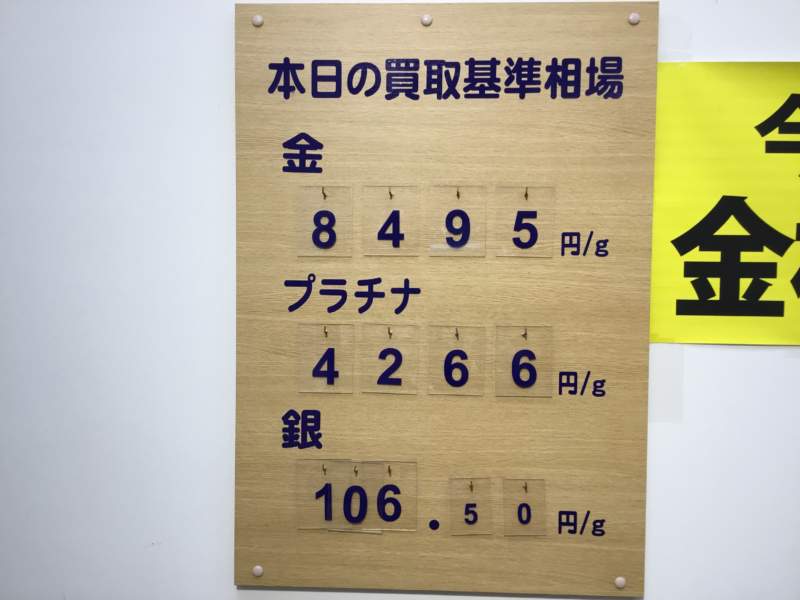 本日の買取基準相場
金
8495円/g
プラチナ
4266円/g
銀
106.50円/g
今
金